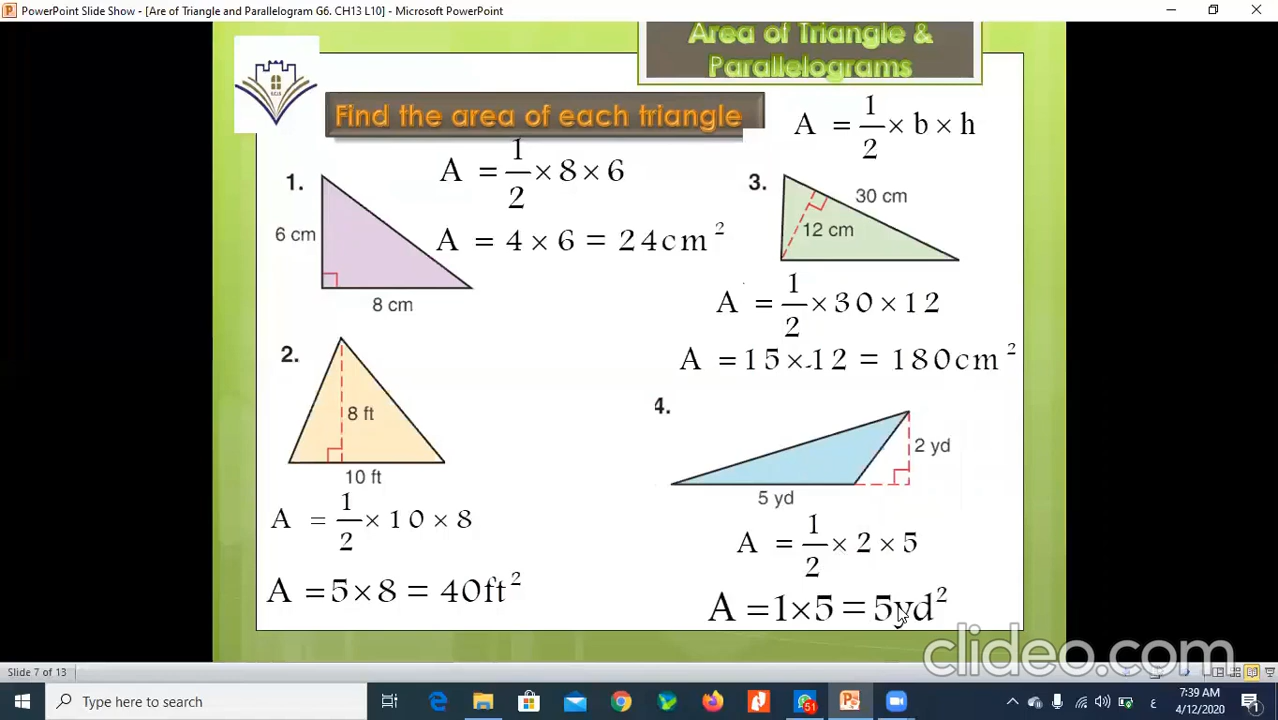 PowerPoint Slide Show - [Are of Triangle and Parallelogram G6. CH13 L10] - Microsoft PowerPoint
Area of Triangle &
Parallelograms
Find the area of each triangle
A = 1/2 × b × h
1.
6 cm
8 cm
A = 1/2 × 8 × 6
A = 4 × 6 = 24cm²
2.
8 ft
10 ft
A = 1/2 × 10 × 8
A = 5 × 8 = 40ft²
3.
30 cm
12 cm
A = 1/2 × 30 × 12
A = 15 × 12 = 180cm²
4.
2 yd
5 yd
A = 1/2 × 2 × 5
A = 1 × 5 = 5yd²
clideo.com
Slide 7 of 13
Type here to search
51
7:39 AM
4/12/2020
1